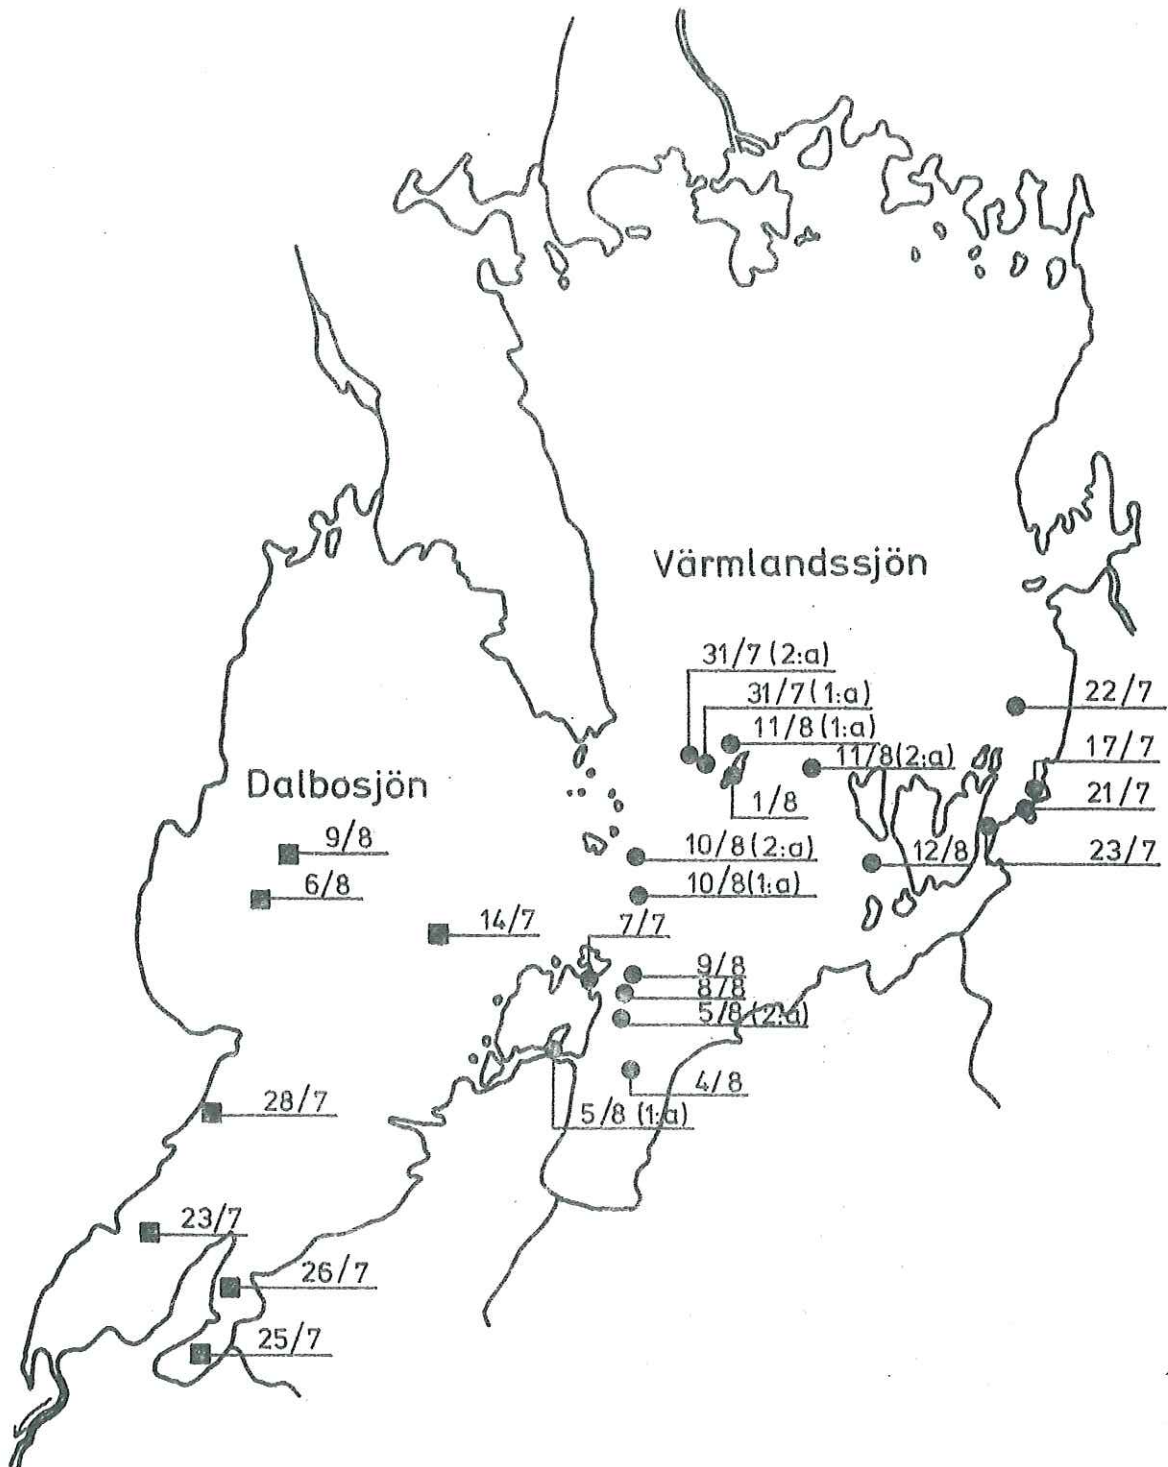 Värmlandssjön
31/7 (2:a)
31/7 (1:a)
22/7
11/8 (1:a)
11/8 (2:a)
17/7
Dalbosjön
1/8
21/7
9/8
10/8 (2:a)
12/8
23/7
6/8
10/8 (1:a)
14/7
7/7
9/8
8/8
5/8 (2:a)
4/8
28/7
5/8 (1:a)
23/7
26/7
25/7